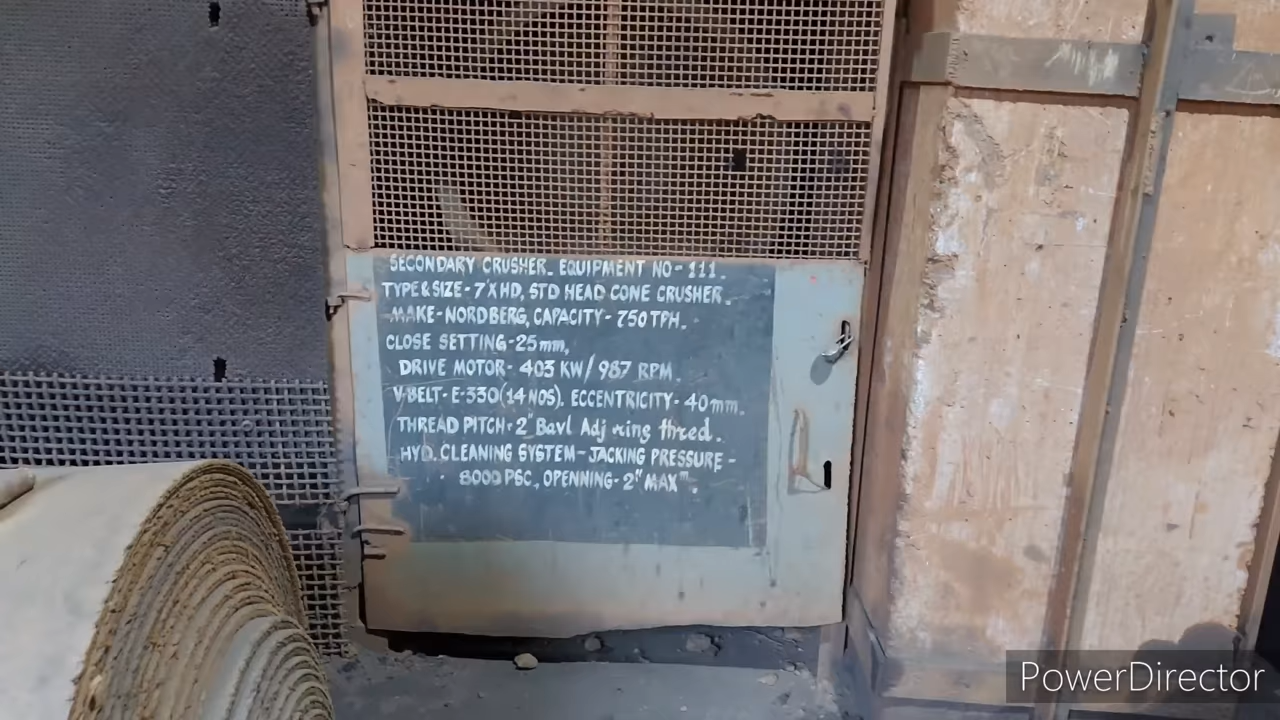 SECONDARY CRUSHER. EQUIPMENT NO-111.
TYPE & SIZE-7'X HD, STD HEAD CONE CRUSHER.
MAKE-NORDBERG, CAPACITY-750 TPH.
CLOSE SETTING-25mm,
DRIVE MOTOR-403 KW/987 RPM.
V-BELT-E-330(14 NOS). ECCENTRICITY-40mm.
THREAD PITCH-2" Bavl Adj ring thred.
HYD. CLEANING SYSTEM-JACKING PRESSURE-
8000 PSC., OPENNING-2" MAXᵐ.
PowerDirector